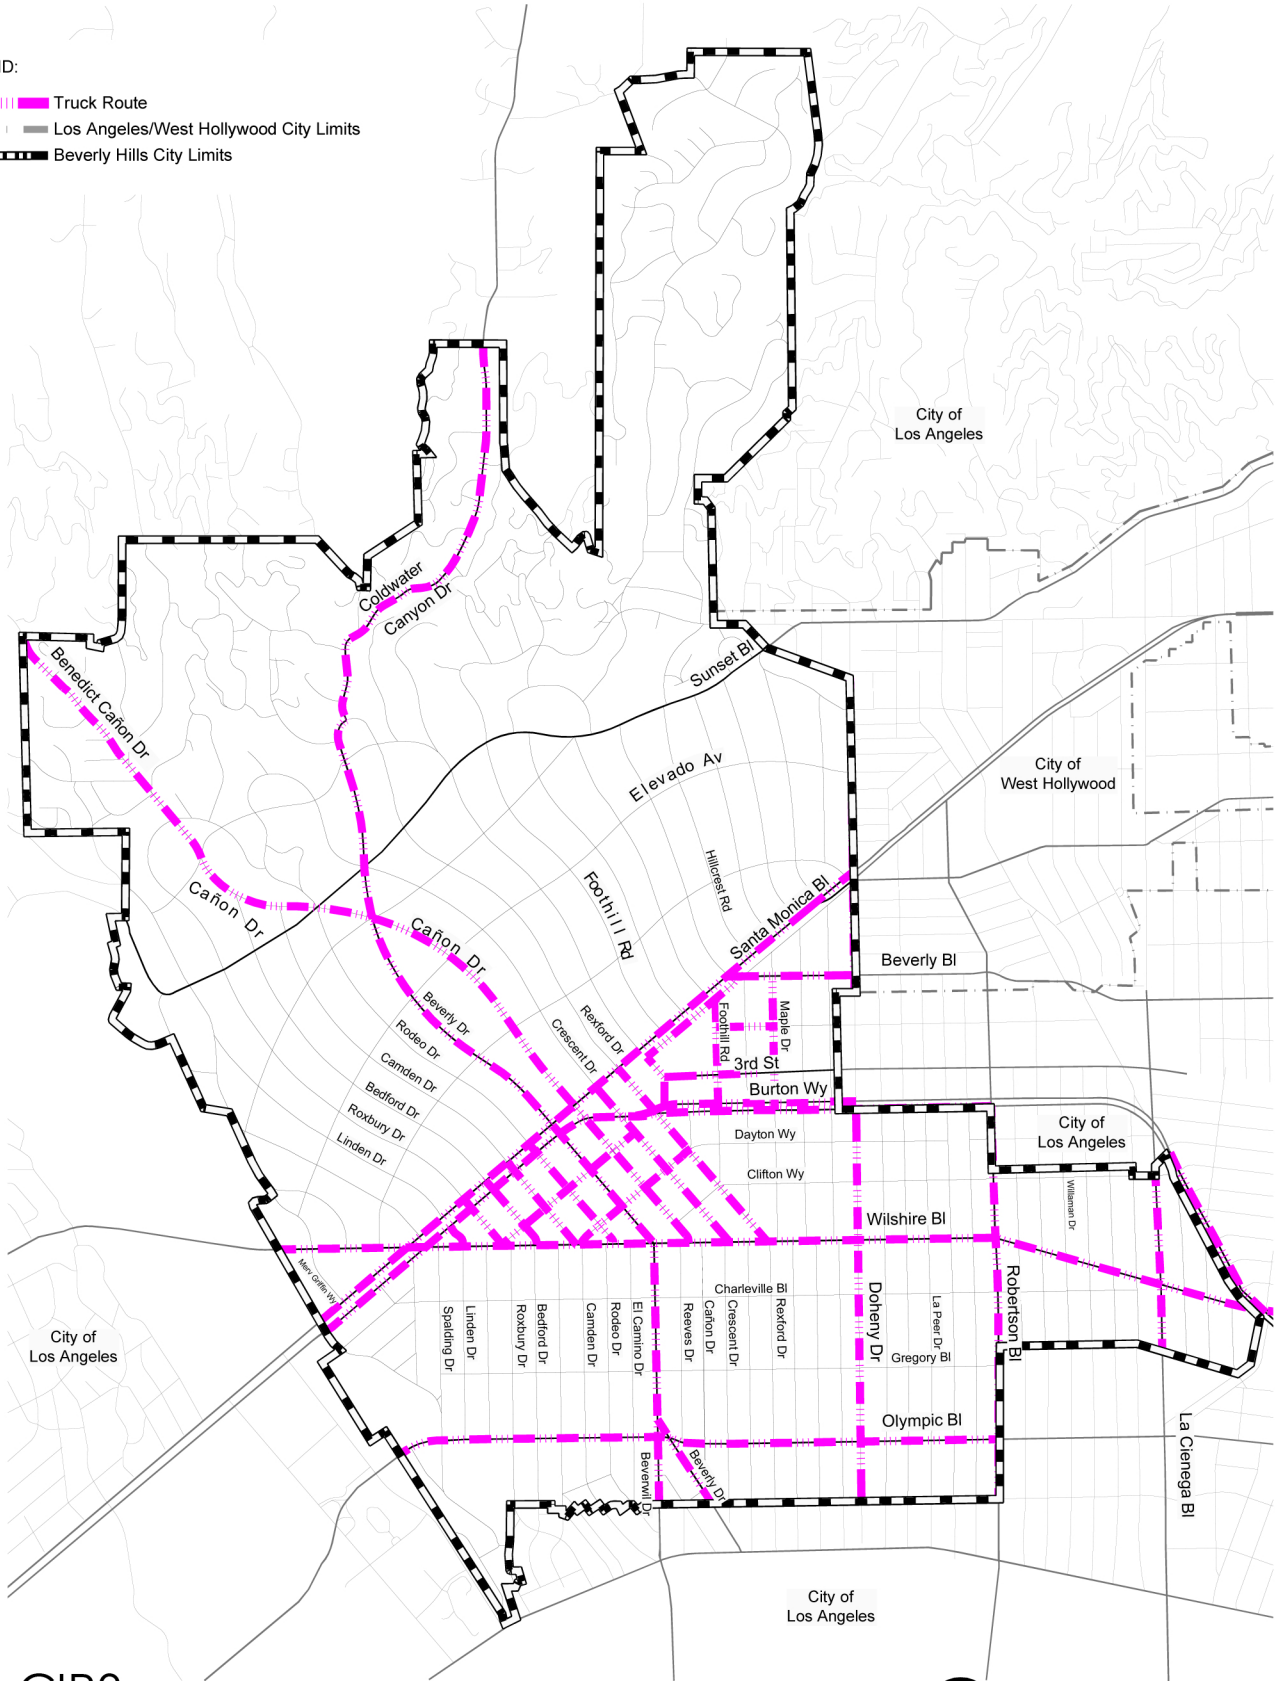 D:
Truck Route
Los Angeles/West Hollywood City Limits
Beverly Hills City Limits
City of
Los Angeles
Coldwater
Canyon Dr
Sunset Bl
Benedict Cañon Dr
Elevado Av
City of
West Hollywood
Hillcrest Rd
Foothill Rd
Santa Monica Bl
Cañon Dr
Cañon Dr
Beverly Bl
Beverly Dr
Rodeo Dr
Camden Dr
Bedford Dr
Roxbury Dr
Linden Dr
Crescent Dr
Rexford Dr
Foothill Rd
Maple Dr
3rd St
Burton Wy
Dayton Wy
Clifton Wy
City of
Los Angeles
Willaman Dr
Wilshire Bl
Merv Griffin Wy
Charleville Bl
City of
Los Angeles
Spalding Dr
Linden Dr
Roxbury Dr
Bedford Dr
Camden Dr
Rodeo Dr
El Camino Dr
Reeves Dr
Cañon Dr
Crescent Dr
Rexford Dr
Doheny Dr
La Peer Dr
Robertson Bl
Gregory Bl
Olympic Bl
Beverwil Dr
Beverly Dr
La Cienega Bl
City of
Los Angeles